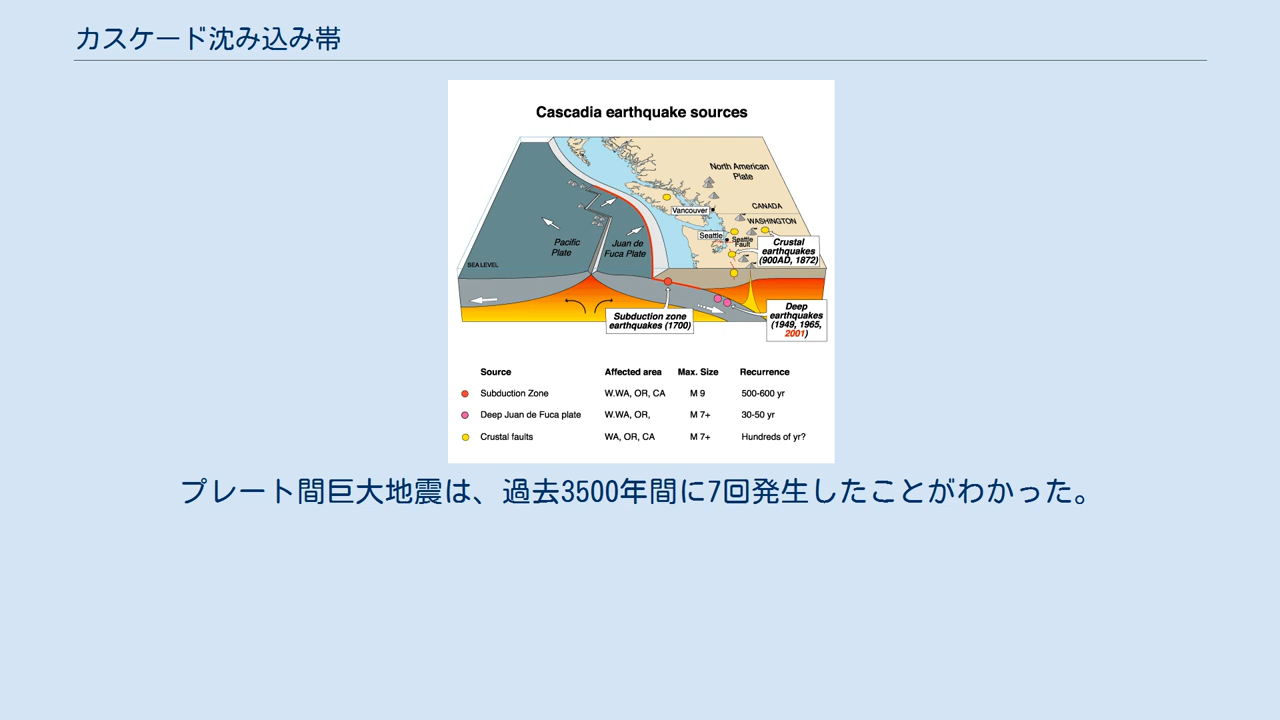 カスケード沈み込み帯
Cascadia earthquake sources
North American
Plate
CANADA
Vancouver
WASHINGTON
Seattle
Seattle
Fault
Crustal
earthquakes
(900AD, 1872)
Pacific
Plate
Juan de
Fuca Plate
SEA LEVEL
Subduction zone
earthquakes (1700)
Deep
earthquakes
(1949, 1965,
2001)
Source Affected area Max. Size Recurrence
Subduction Zone W.WA, OR, CA M 9 500-600 yr
Deep Juan de Fuca plate W.WA, OR, M 7+ 30-50 yr
Crustal faults WA, OR, CA M 7+ Hundreds of yr?
プレート間巨大地震は、過去3500年間に7回発生したことがわかった。